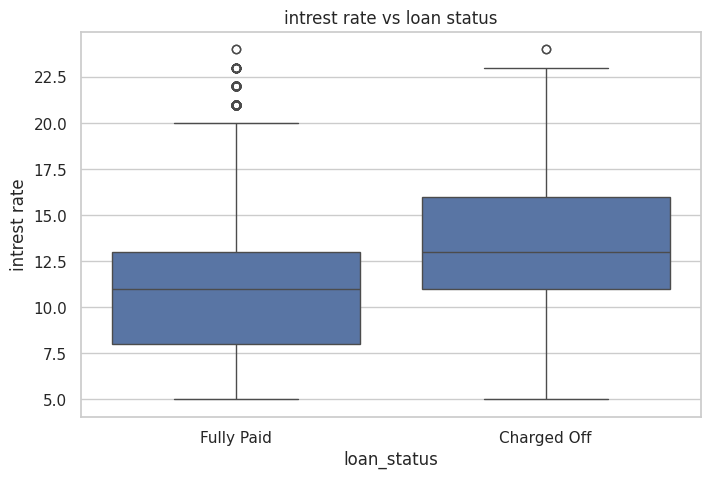 intrest rate vs loan status
intrest rate
22.5
20.0
17.5
15.0
12.5
10.0
7.5
5.0
Fully Paid
Charged Off
loan_status